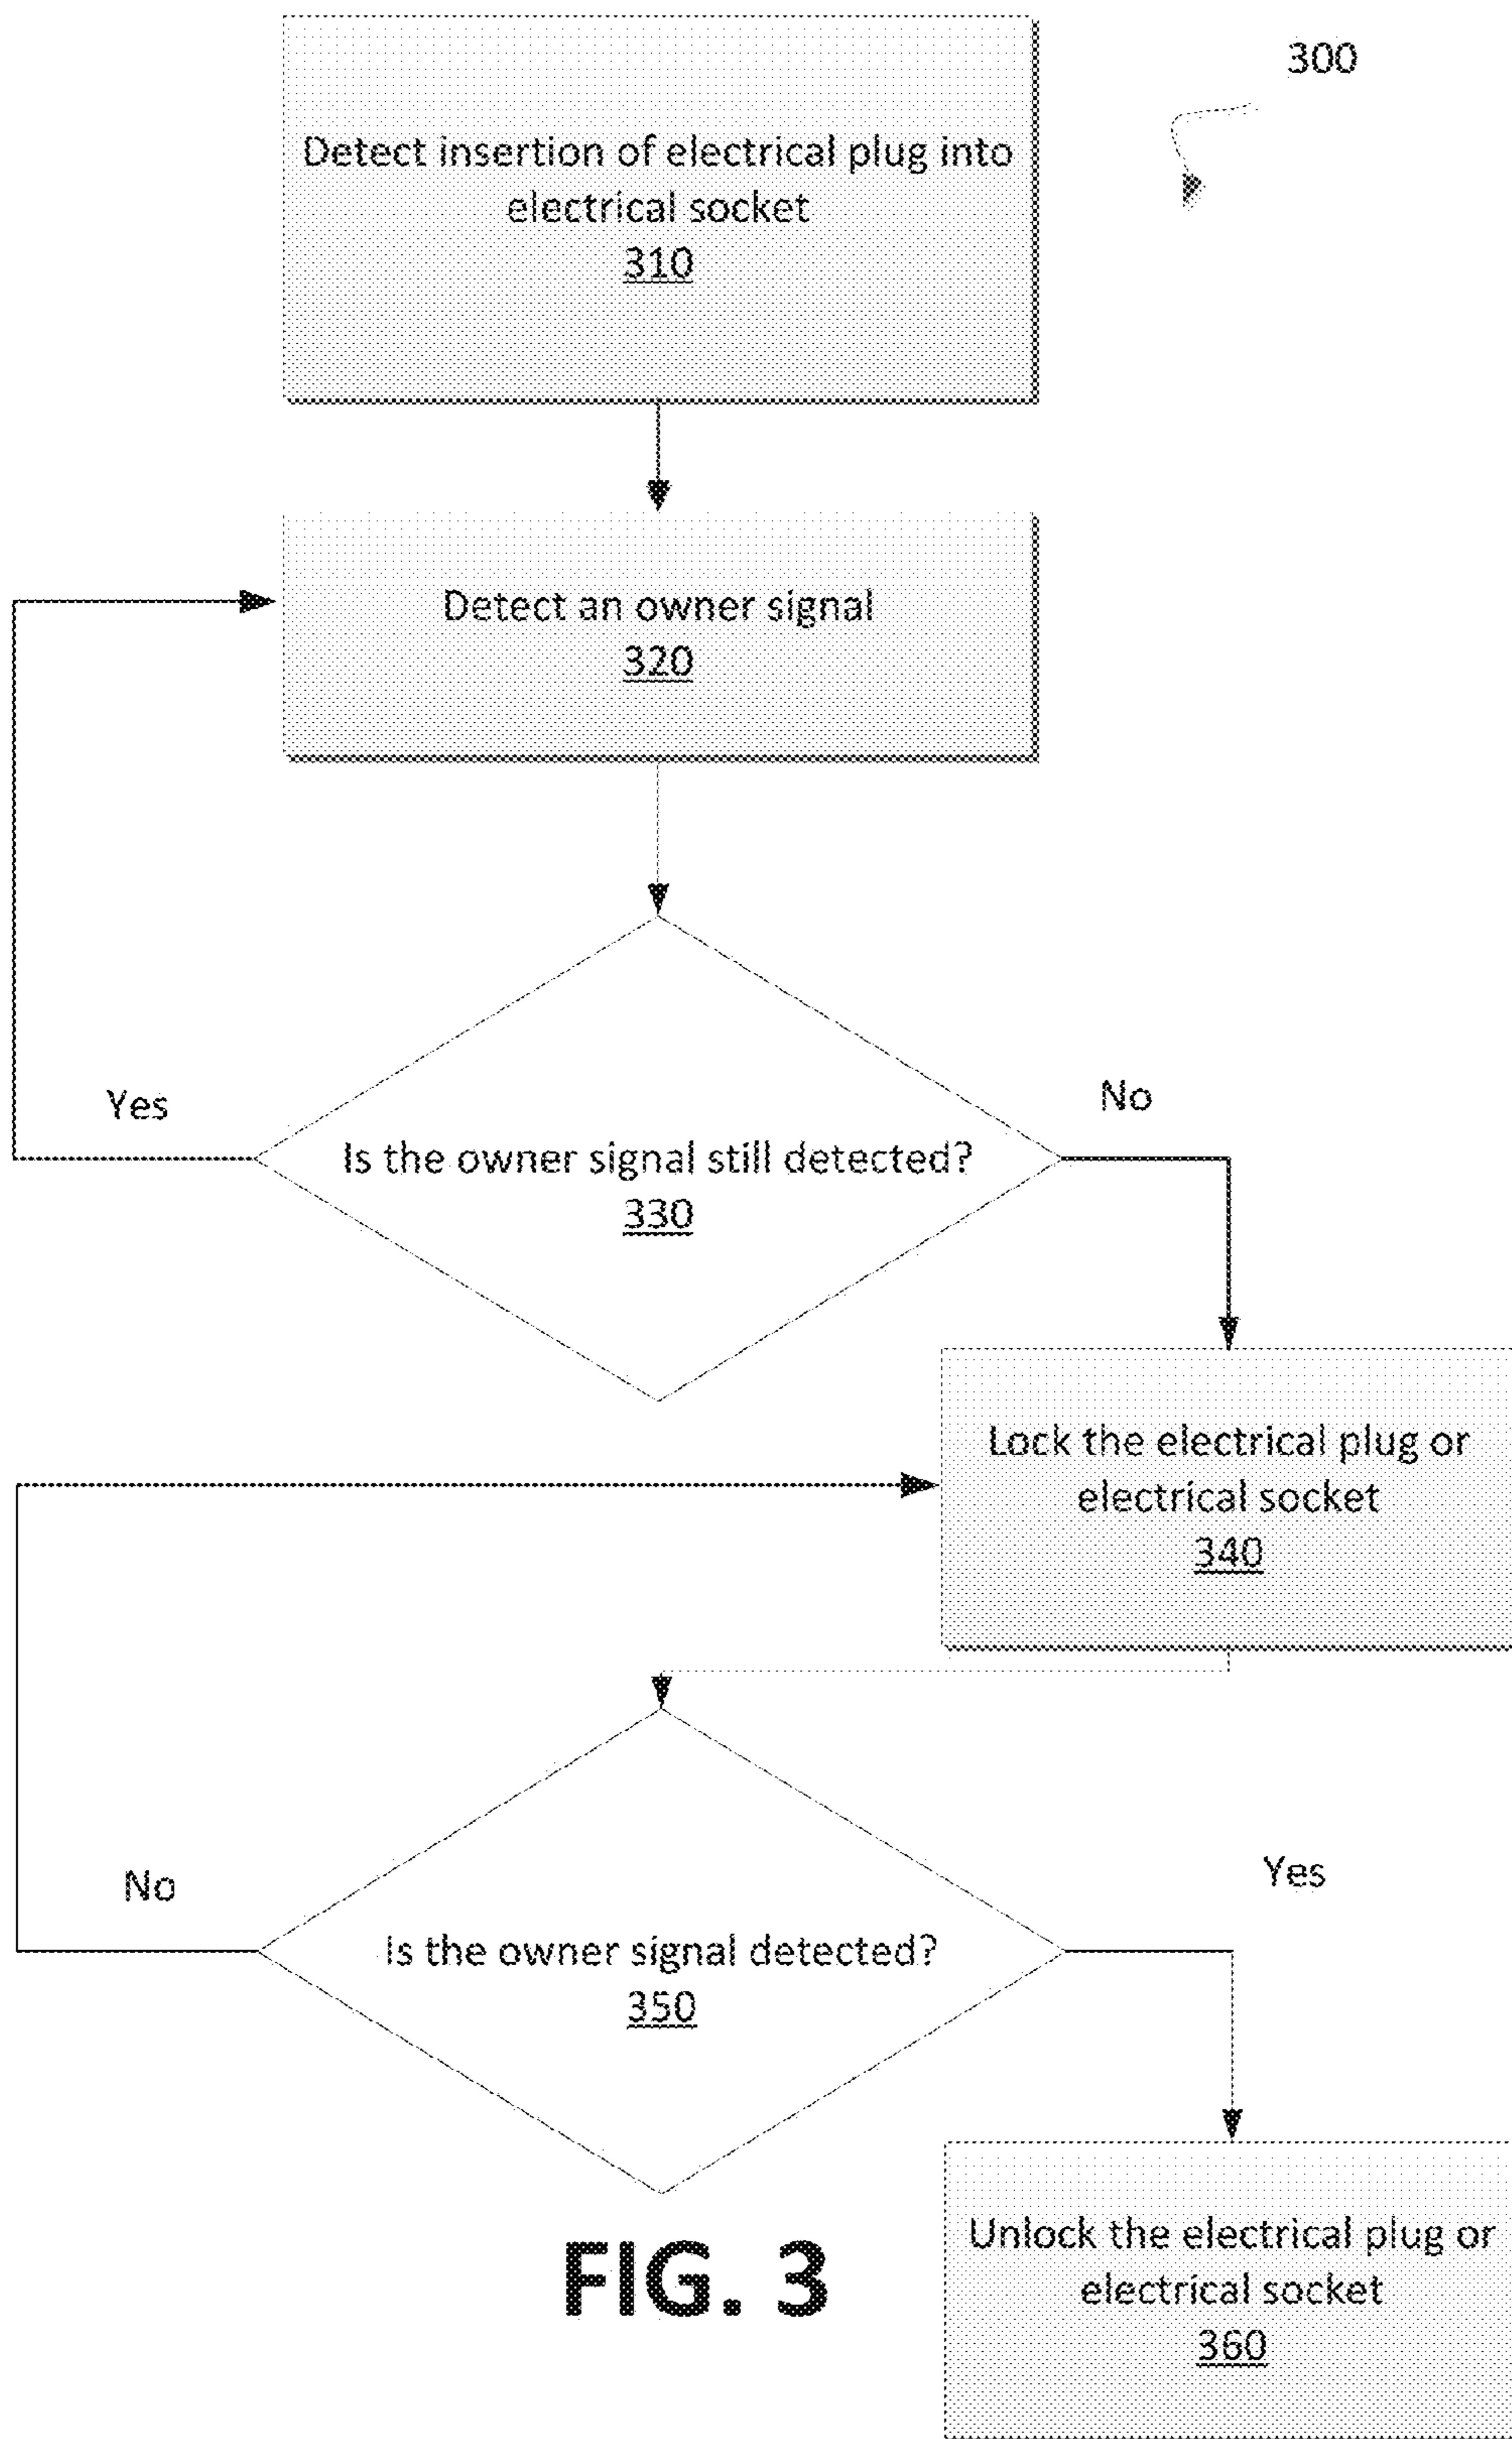 300
Detect insertion of electrical plug into
electrical socket
310
Detect an owner signal
320
Yes
No
Is the owner signal still detected?
330
Lock the electrical plug or
electrical socket
340
No
Yes
Is the owner signal detected?
350
Unlock the electrical plug or
electrical socket
360
FIG. 3